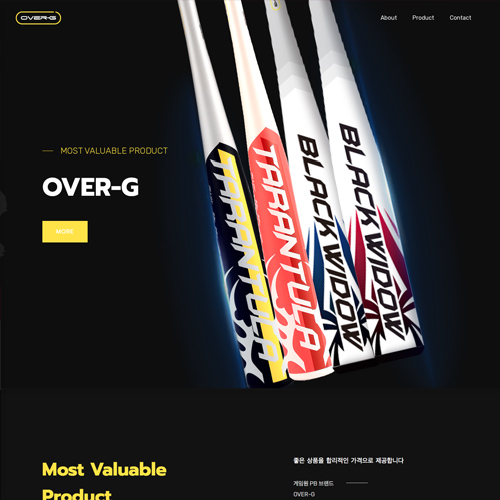 OVER-G
About
Product
Contact
MOST VALUABLE PRODUCT
OVER-G
MORE
TARANTULA
TARANTULA
BLACK WIDOW
BLACK WIDOW
Most Valuable
Product
좋은 상품을 합리적인 가격으로 제공합니다
게임원 PB 브랜드
OVER-G